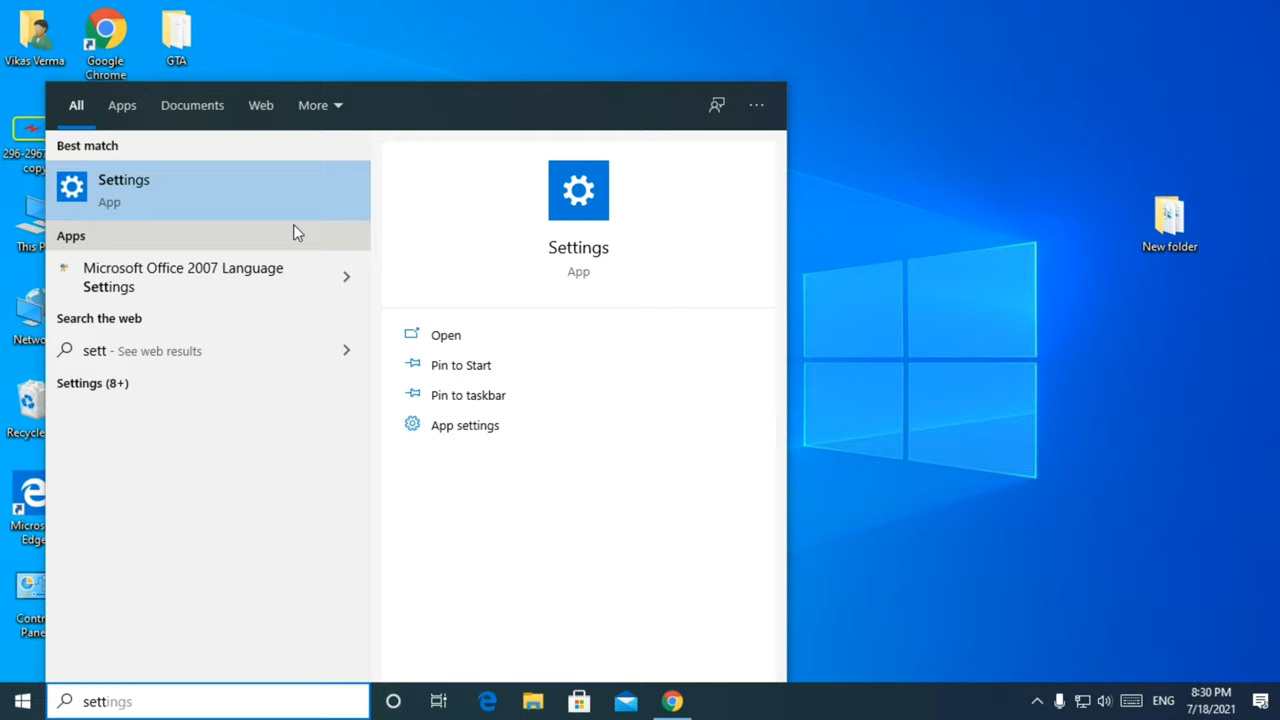 Vikas Verma
Google
Chrome
GTA
All
Apps
Documents
Web
More
Best match
Settings
App
Apps
Microsoft Office 2007 Language
Settings
Search the web
sett - See web results
Settings (8+)
Settings
App
Open
Pin to Start
Pin to taskbar
App settings
296-296
copy
This P
Netwo
Recycle
Micros
Edge
Contr
Pane
New folder
settings
ENG
8:30 PM
7/18/2021